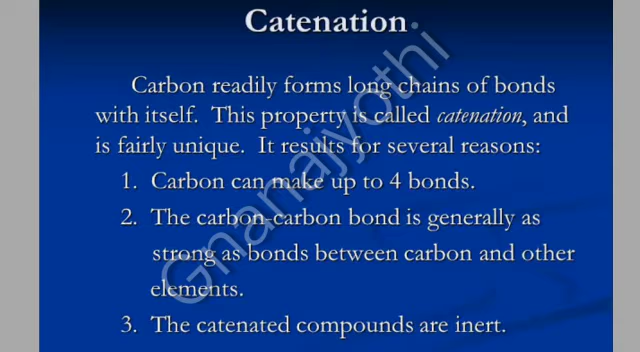 Catenation
Carbon readily forms long chains of bonds
with itself. This property is called catenation, and
is fairly unique. It results for several reasons:
1. Carbon can make up to 4 bonds.
2. The carbon-carbon bond is generally as
strong as bonds between carbon and other
elements.
3. The catenated compounds are inert.
Gnanajyothi